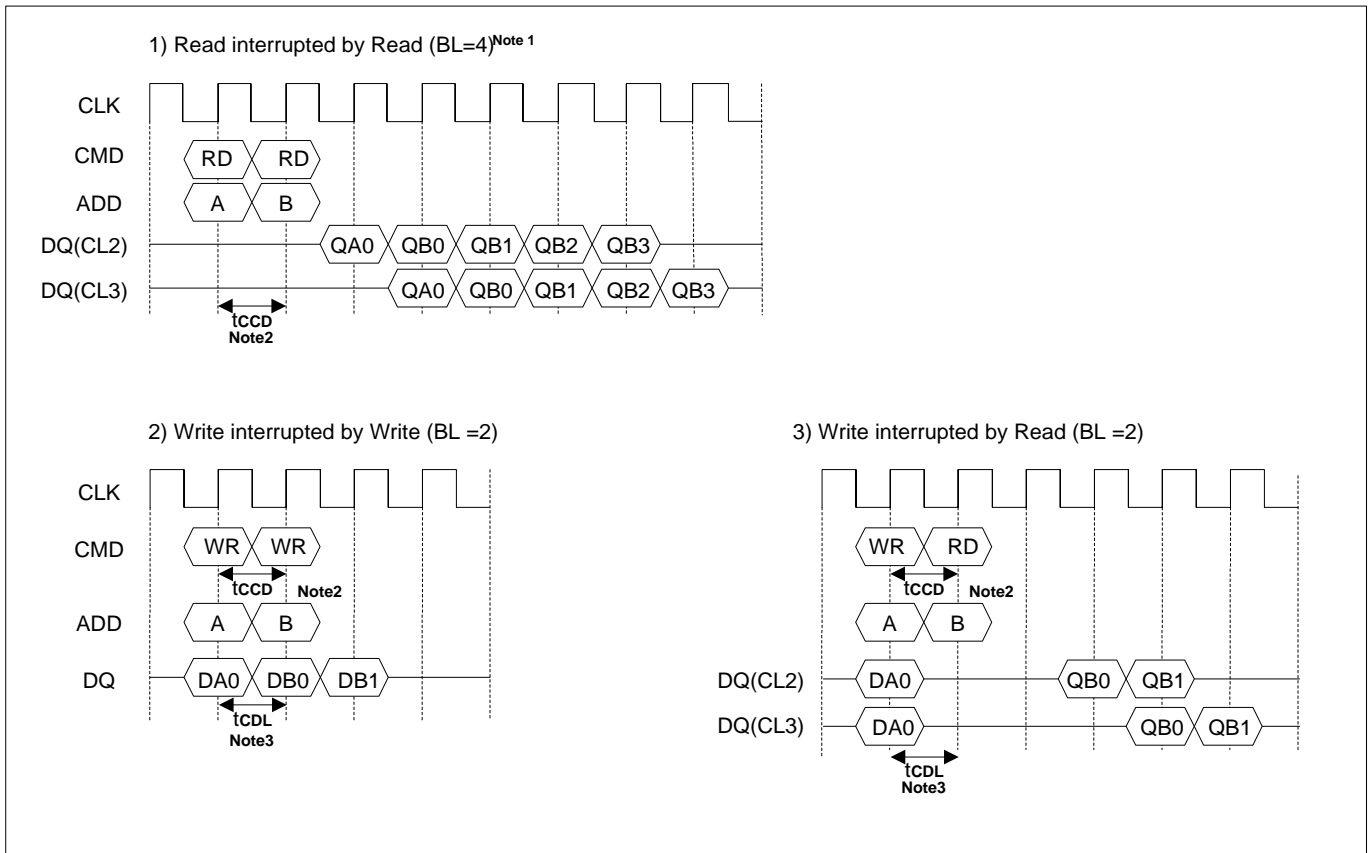 1) Read interrupted by Read (BL=4)Note 1
CLK
CMD RD RD
ADD A B
DQ(CL2) QA0 QB0 QB1 QB2 QB3
DQ(CL3) QA0 QB0 QB1 QB2 QB3
tCCD
Note2
2) Write interrupted by Write (BL =2)
CLK
CMD WR WR
tCCD Note2
ADD A B
DQ DA0 DB0 DB1
tCDL
Note3
3) Write interrupted by Read (BL =2)
WR RD
tCCD Note2
A B
DQ(CL2) DA0 QB0 QB1
DQ(CL3) DA0 QB0 QB1
tCDL
Note3